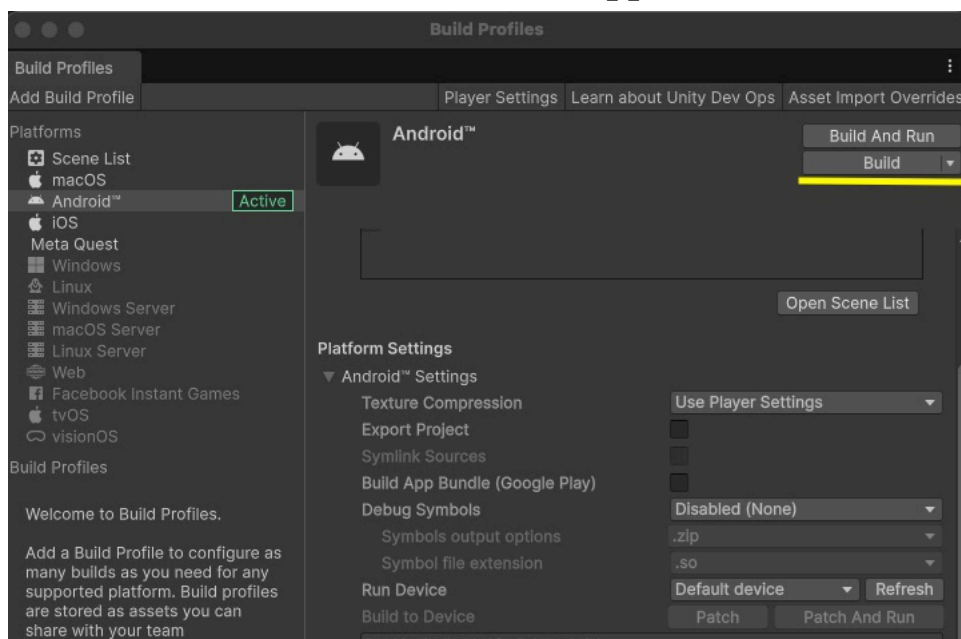 Build Profiles
Build Profiles
Add Build Profile
Player Settings
Learn about Unity Dev Ops
Asset Import Overrides
Platforms
Scene List
macOS
Android™
Active
iOS
Meta Quest
Windows
Linux
Windows Server
macOS Server
Linux Server
Web
Facebook Instant Games
tvOS
visionOS
Build Profiles
Welcome to Build Profiles.
Add a Build Profile to configure as
many builds as you need for any
supported platform. Build profiles
are stored as assets you can
share with your team
Android™
Build And Run
Build
Open Scene List
Platform Settings
Android™ Settings
Texture Compression
Use Player Settings
Export Project
Symlink Sources
Build App Bundle (Google Play)
Debug Symbols
Disabled (None)
Symbols output options
.zip
Symbol file extension
.so
Run Device
Default device
Refresh
Build to Device
Patch
Patch And Run